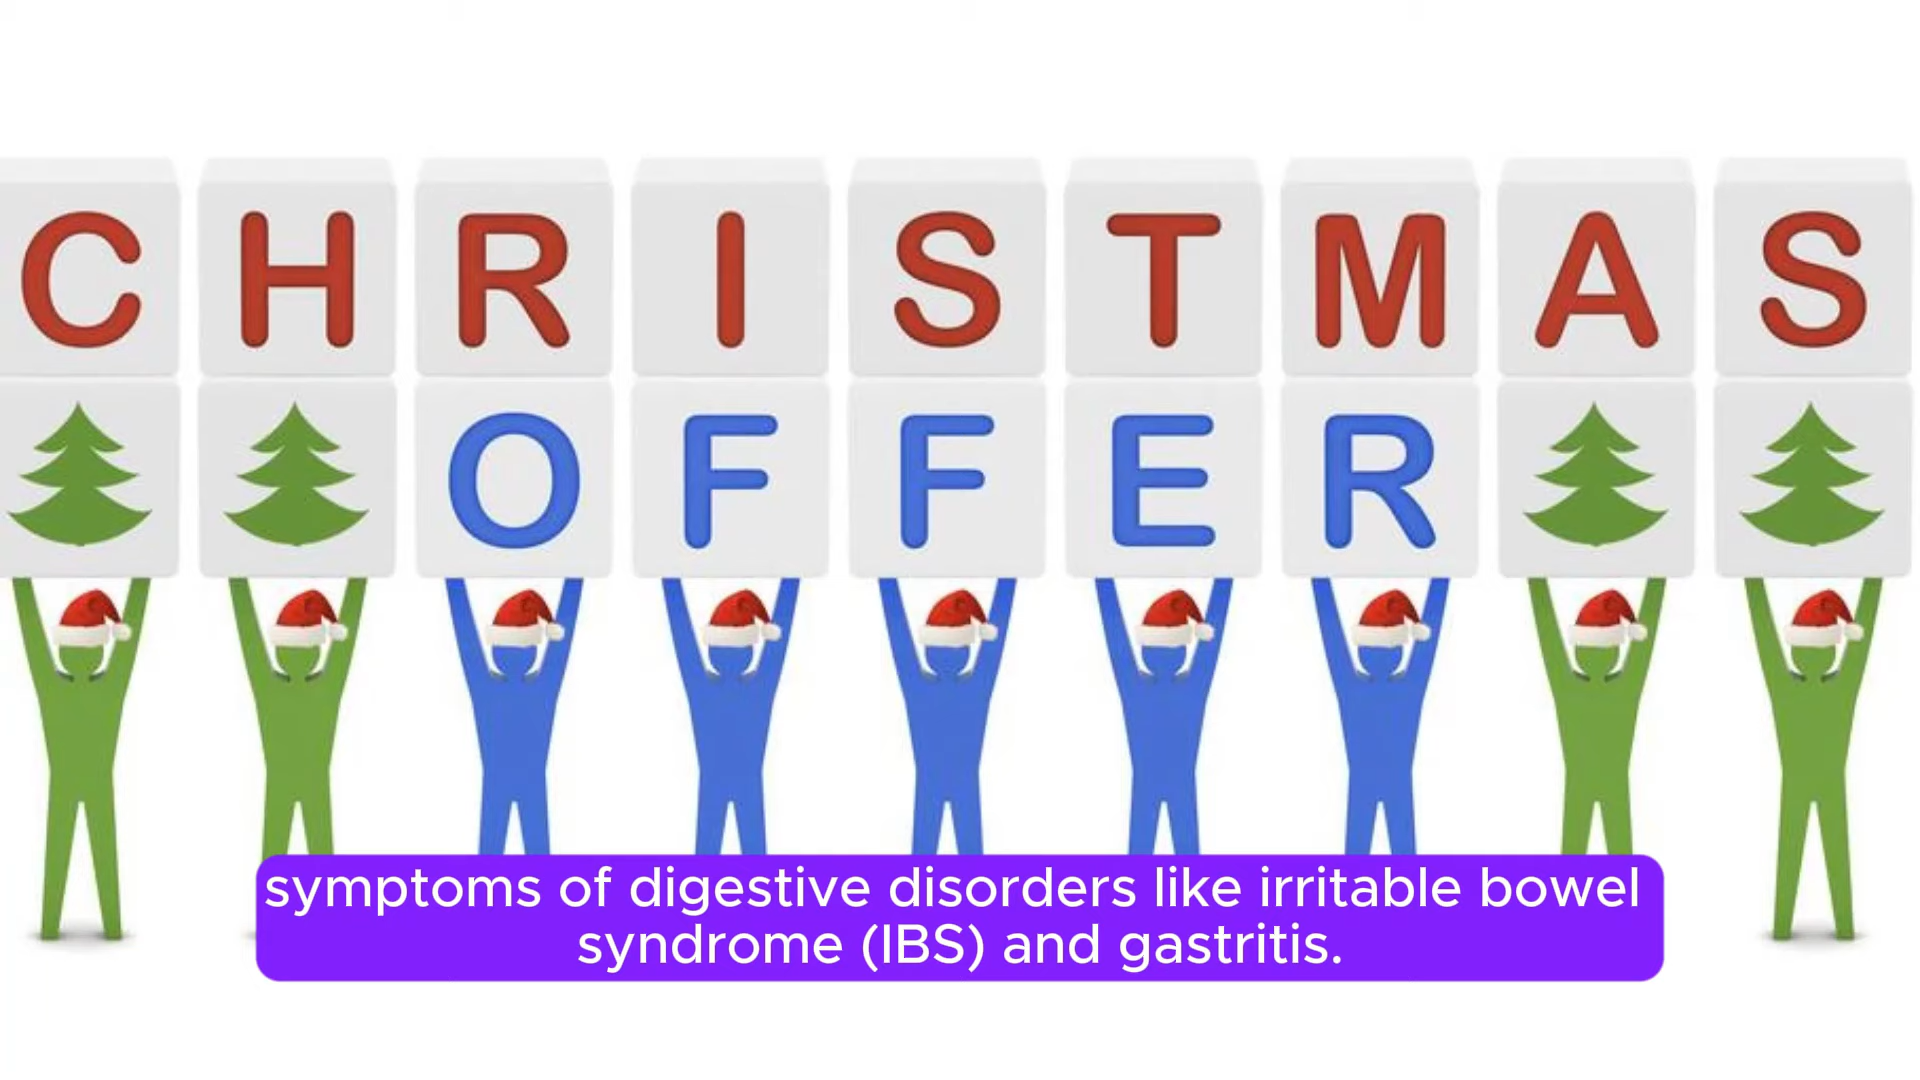 CHRISTMAS
OFFER
symptoms of digestive disorders like irritable bowel
syndrome (IBS) and gastritis.